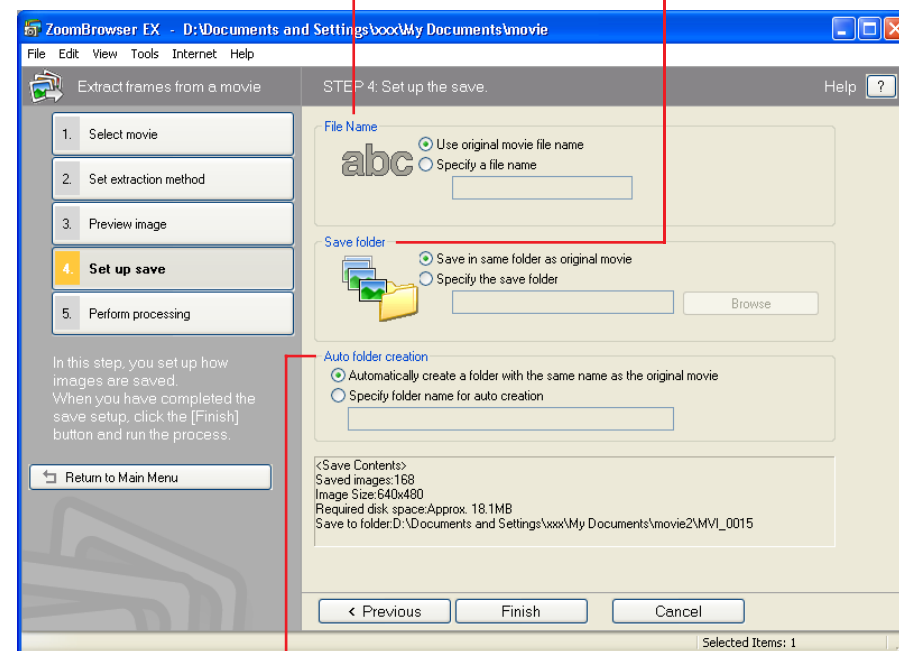 ZoomBrowser EX - D:\Documents and Settings\xxx\My Documents\movie
File Edit View Tools Internet Help
Extract frames from a movie
STEP 4: Set up the save.
Help ?
1. Select movie
2. Set extraction method
3. Preview image
4. Set up save
5. Perform processing
In this step, you set up how
images are saved.
When you have completed the
save setup, click the [Finish]
button and run the process.
Return to Main Menu
File Name
abc
Use original movie file name
Specify a file name
Save folder
Save in same folder as original movie
Specify the save folder
Browse
Auto folder creation
Automatically create a folder with the same name as the original movie
Specify folder name for auto creation
<Save Contents>
Saved images:168
Image Size:640x480
Required disk space:Approx. 18.1MB
Save to folder:D:\Documents and Settings\xxx\My Documents\movie2\MVI_0015
< Previous
Finish
Cancel
Selected Items: 1